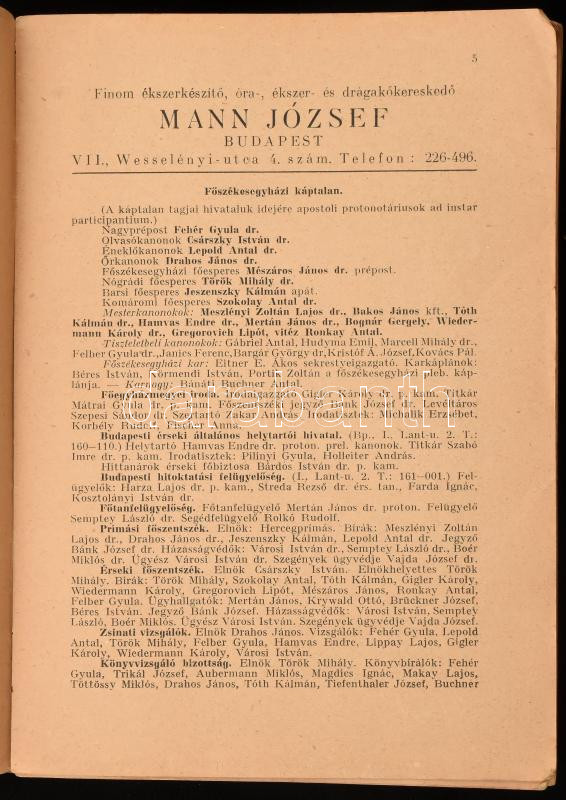 5
Finom ékszerkészítő, óra-, ékszer- és drágakőkereskedő
MANN JÓZSEF
BUDAPEST
VII., Wesselényi-utca 4. szám. Telefon: 226-496.
Főszékesegyházi káptalan.
(A káptalan tagjai hivataluk idejére apostoli protonotáriusok ad instar
participantium.)
Nagyprépost Fehér Gyula dr.
Olvasókanonok Csárszky István dr.
Éneklőkanonok Lepold Antal dr.
Őrkanonok Drahos János dr.
Főszékesegyházi főesperes Mészáros János dr. prépost.
Nógrádi főesperes Török Mihály dr.
Barsi főesperes Jeszenszky Kálmán apát.
Komáromi főesperes Szokolay Antal dr.
Mesterkanonokok: Meszlényi Zoltán Lajos dr., Bakos János kft., Tóth
Kálmán dr., Hamvas Endre dr., Mertán János dr., Bognár Gergely, Wieder-
mann Károly dr., Gregorovich Lipót, vitéz Ronkay Antal.
Tiszteletbeli kanonokok: Gábriel Antal, Hudyma Emil, Marcell Mihály dr.,
Felber Gyula dr., Janics Ferenc, Bargár György dr, Kristóf Á. József, Kovács Pál.
Főszékesegyházi kar: Eltner E. Ákos sekrestyeigazgató. Karkáplánok:
Béres István, Körmendi István, Portik Zoltán a főszékesegyházi pleb. káp-
lánja. — Karnagy: Bánáti Buchner Antal.
Főegyházmegyei iroda. Irodaigazgató Gigler Károly dr. p. kam. Titkár
Mátrai Gyula dr. p. kam. Főszentszéki jegyző Bánk József dr. Levéltáros
Szepesi Sándor dr. Szertartó Zakar András. Irodatisztek: Michalik Erzsébet,
Korbély Rudolf, Fischer Anna.
Budapesti érseki általános helytartói hivatal. (Bp., I., Lant-u. 2. T.:
160—110.) Helytartó Hamvas Endre dr. proton. prel. kanonok. Titkár Szabó
Imre dr. p. kam. Irodatisztek: Pilinyi Gyula, Holleiter András.
Hittanárok érseki főbiztosa Bárdos István dr. p. kam.
Budapesti hitoktatási felügyelőség. (I., Lant-u. 2. T.: 161—001.) Fel-
ügyelők: Harza Lajos dr. p. kam., Streda Rezső dr. érs. tan., Farda Ignác,
Kosztolányi István dr.
Főtanfelügyelőség. Főtanfelügyelő Mertán János dr. proton. Felügyelő
Semptey László dr. Segédfelügyelő Rolkó Rudolf.
Prímási főszentszék. Elnök: Hercegprímás. Bírák: Meszlényi Zoltán
Lajos dr., Drahos János dr., Jeszenszky Kálmán, Lepold Antal dr. Jegyző
Bánk József dr. Házasságvédők: Városi István dr., Semptey László dr., Boér
Miklós dr. Ügyész Városi István dr. Szegények ügyvédje Vajda József dr.
Érseki főszentszék. Elnök Csárszky István. Elnökhelyettes Török
Mihály. Bírák: Török Mihály, Szokolay Antal, Tóth Kálmán, Gigler Károly,
Wiedermann Károly, Gregorovich Lipót, Mészáros János, Ronkay Antal,
Felber Gyula. Ügyhallgatók: Mertán János, Krywald Ottó, Brückner József,
Béres István. Jegyző Bánk József. Házasságvédők: Városi István, Semptey
László, Boér Miklós. Ügyész Városi István dr. Szegények ügyvédje Vajda József.
Zsinati vizsgálók. Elnök Drahos János. Vizsgálók: Fehér Gyula, Lepold
Antal, Török Mihály, Felber Gyula, Hamvas Endre, Lippay Lajos, Gigler
Károly, Wiedermann Károly, Városi István.
Könyvvizsgáló bizottság. Elnök Török Mihály. Könyvbírálók: Fehér
Gyula, Trikál József, Aubermann Miklós, Magdics Ignác, Makay Lajos,
Töttössy Miklós, Drahos János, Tóth Kálmán, Tiefenthaler József, Buchner
darabanth